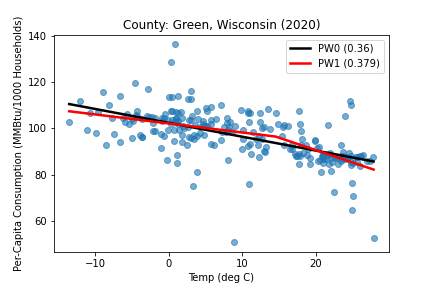 County: Green, Wisconsin (2020)
PW0 (0.36)
PW1 (0.379)
Per-Capita Consumption (MMBtu/1000 Households)
140
120
100
80
60
−10
0
10
20
Temp (deg C)